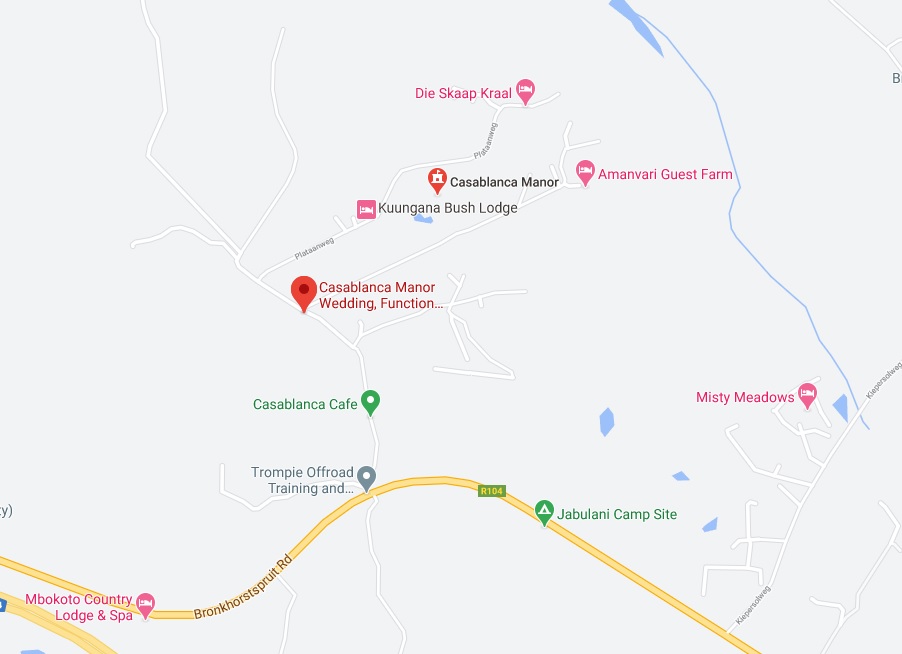 B
Die Skaap Kraal
Plataanweg
Casablanca Manor
Amanvari Guest Farm
Kuungana Bush Lodge
Plataanweg
Casablanca Manor
Wedding, Function...
Kiepersolweg
Misty Meadows
Casablanca Cafe
Trompie Offroad
Training and...
R104
Jabulani Camp Site
ty)
Bronkhorstspruit Rd
Mbokoto Country
Lodge & Spa
Kiepersolweg